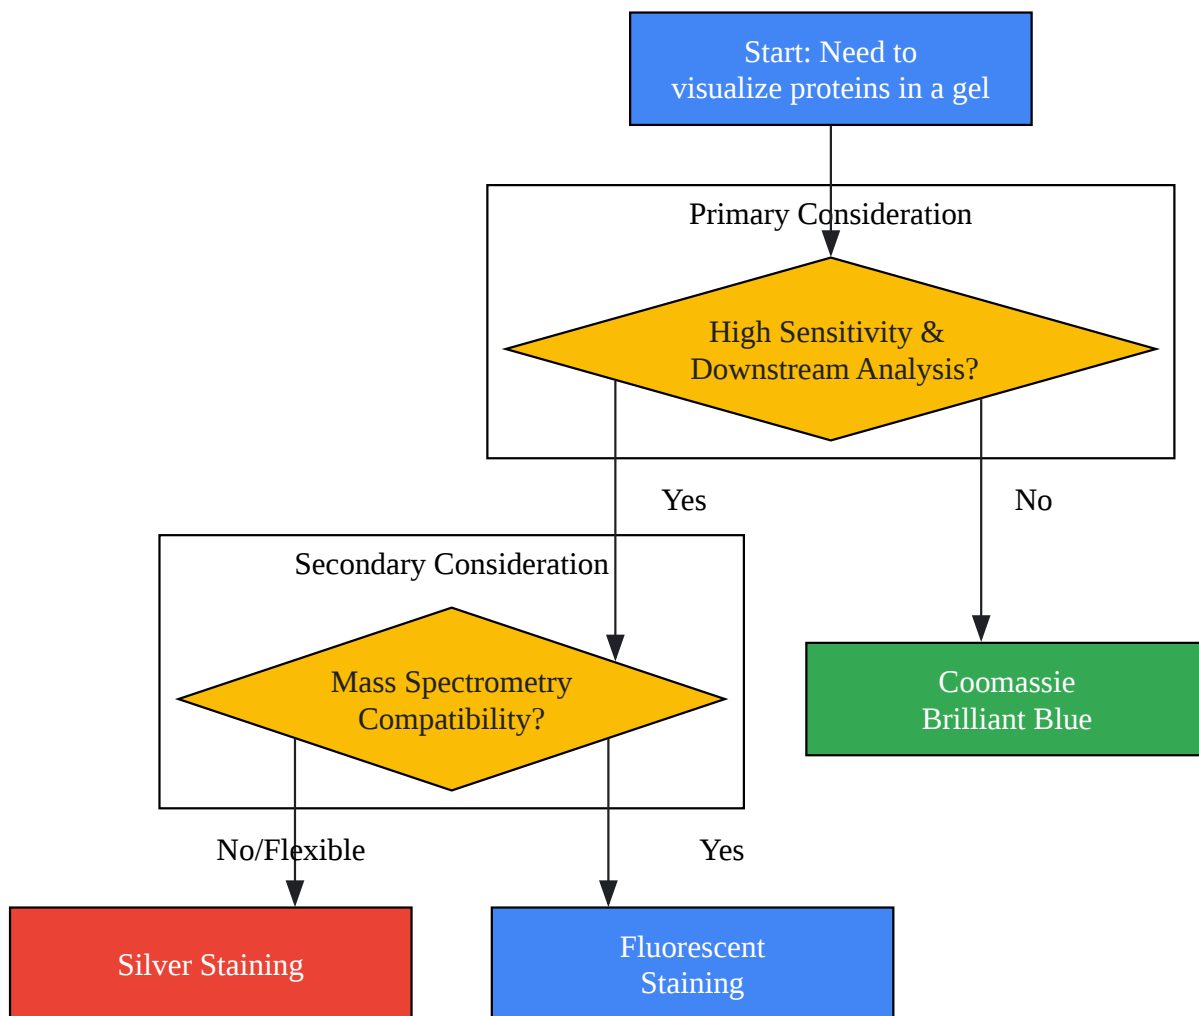 Start: Need to
visualize proteins in a gel
Primary Consideration
High Sensitivity &
Downstream Analysis?
Yes
No
Secondary Consideration
Mass Spectrometry
Compatibility?
Coomassie
Brilliant Blue
No/Flexible
Yes
Silver Staining
Fluorescent
Staining